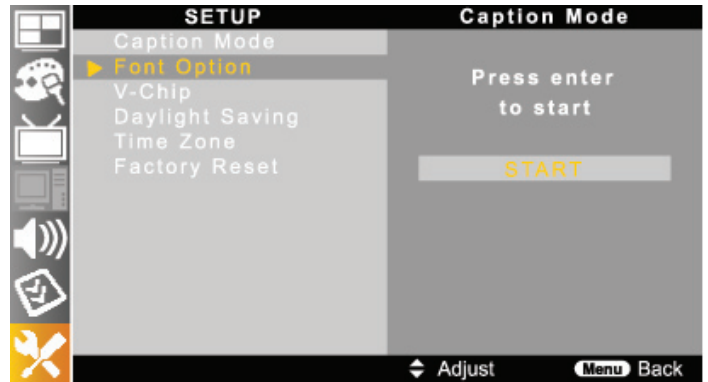 SETUP
Caption Mode
Font Option
V-Chip
Daylight Saving
Time Zone
Factory Reset
Caption Mode
Press enter
to start
START
Adjust
Menu Back